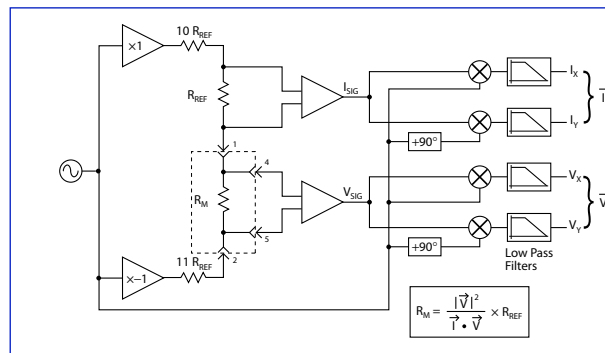 10 R_REF
×1
R_REF
I_SIG
I_X
I_Y
I
+90°
1
4
R_M
5
2
V_SIG
V_X
V_Y
V
+90°
Low Pass
Filters
11 R_REF
×−1
R_M = |V|² / I • V × R_REF